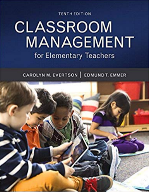 TENTH EDITION
CLASSROOM
MANAGEMENT
for Elementary Teachers
CAROLYN M. EVERTSON
EDMUND T. EMMER